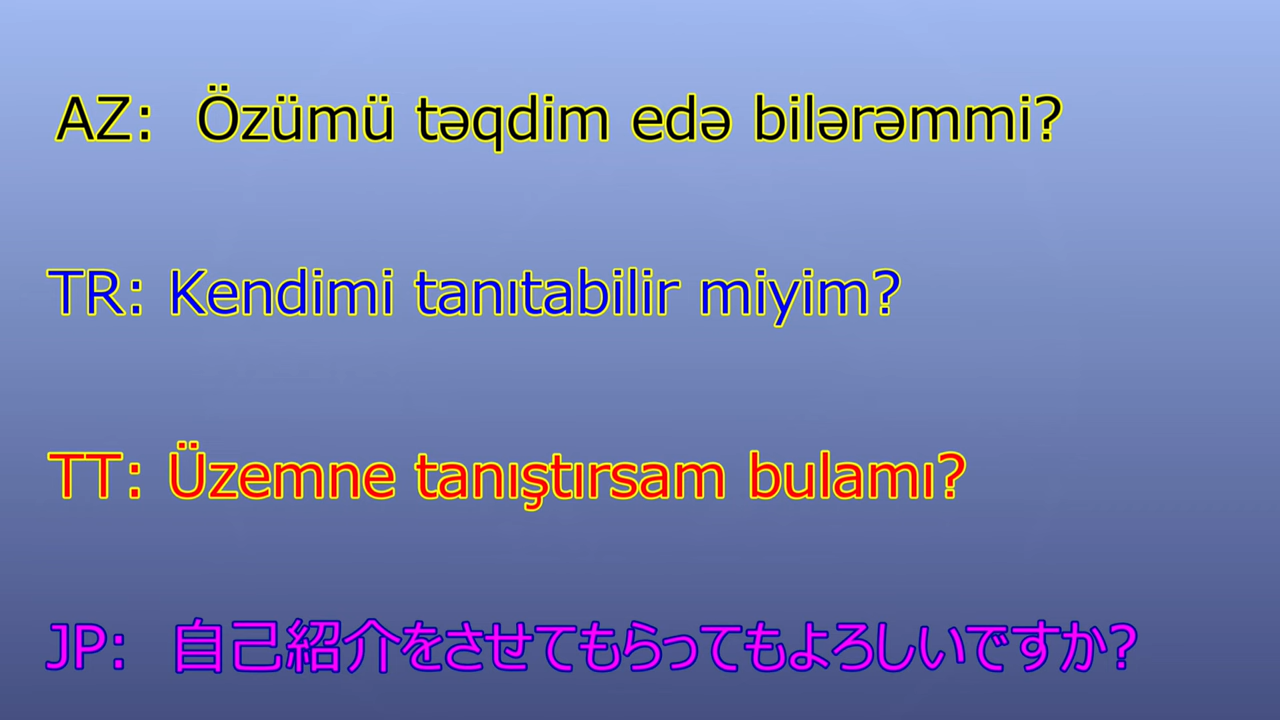 AZ: Özümü təqdim edə bilərəmmi?
TR: Kendimi tanıtabilir miyim?
TT: Üzemne tanıştırsam bulamı?
JP: 自己紹介をさせてもらってもよろしいですか?